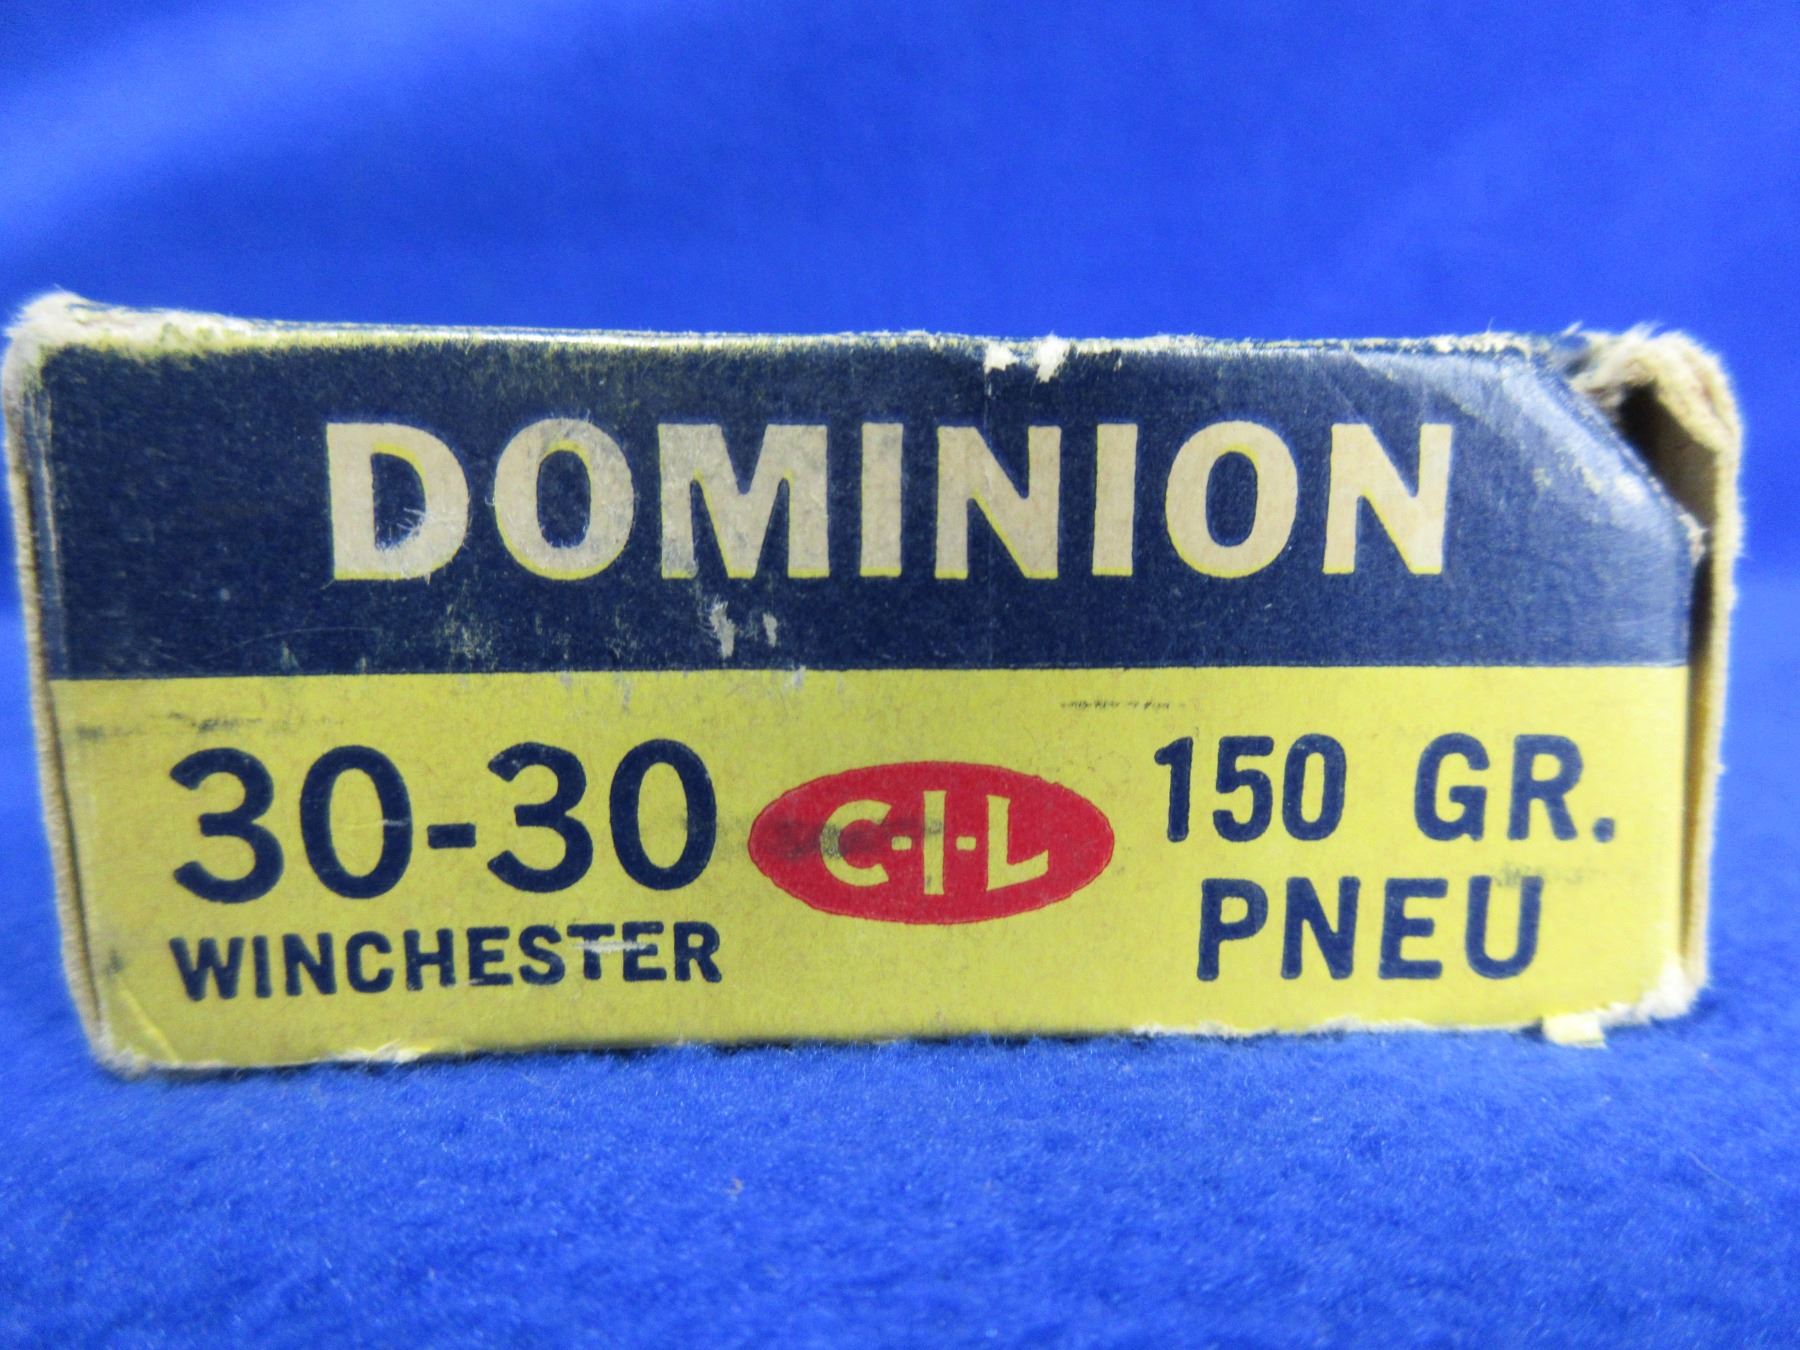 DOMINION
30-30
WINCHESTER
C-I-L
150 GR.
PNEU